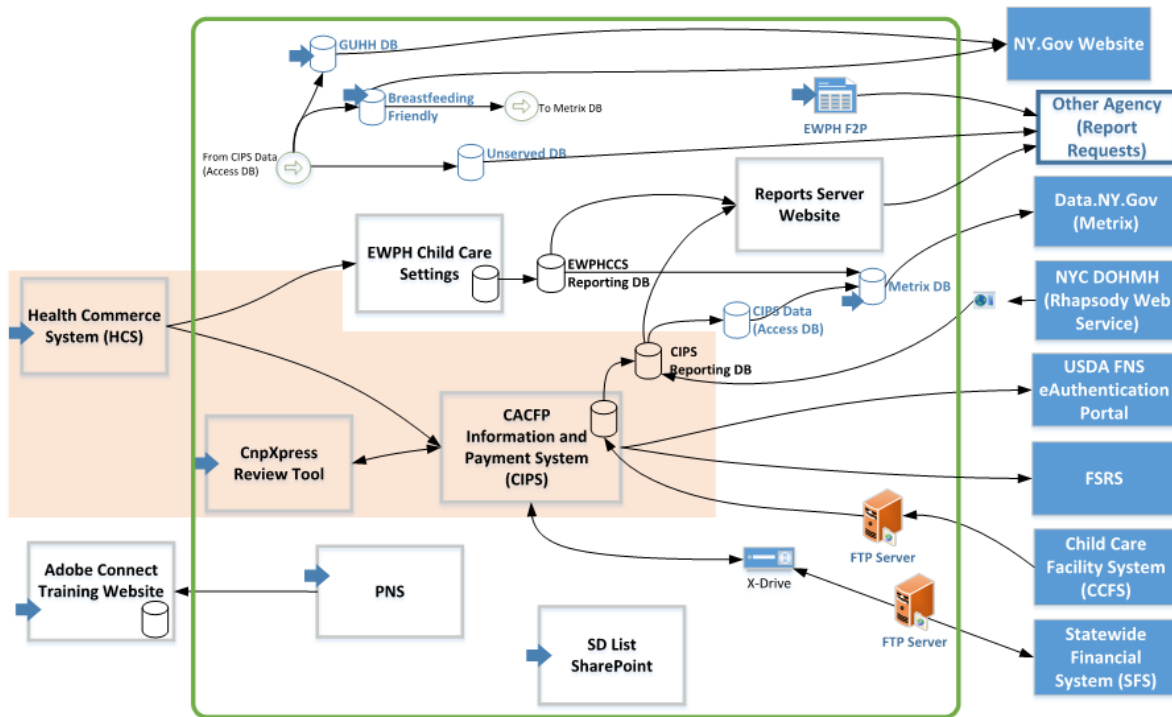 GUHH DB
NY.Gov Website
Breastfeeding
Friendly
To Metrix DB
EWPH F2P
Other Agency
(Report
Requests)
From CIPS Data
(Access DB)
Unserved DB
Reports Server
Website
Data.NY.Gov
(Metrix)
EWPH Child Care
Settings
EWPHCCS
Reporting DB
Metrix DB
NYC DOHMH
(Rhapsody Web
Service)
Health Commerce
System (HCS)
CIPS Data
(Access DB)
CIPS
Reporting DB
USDA FNS
eAuthentication
Portal
CACFP
Information and
Payment System
(CIPS)
CnpXpress
Review Tool
FSRS
FTP Server
Child Care
Facility System
(CCFS)
Adobe Connect
Training Website
PNS
X-Drive
FTP Server
SD List
SharePoint
Statewide
Financial
System (SFS)